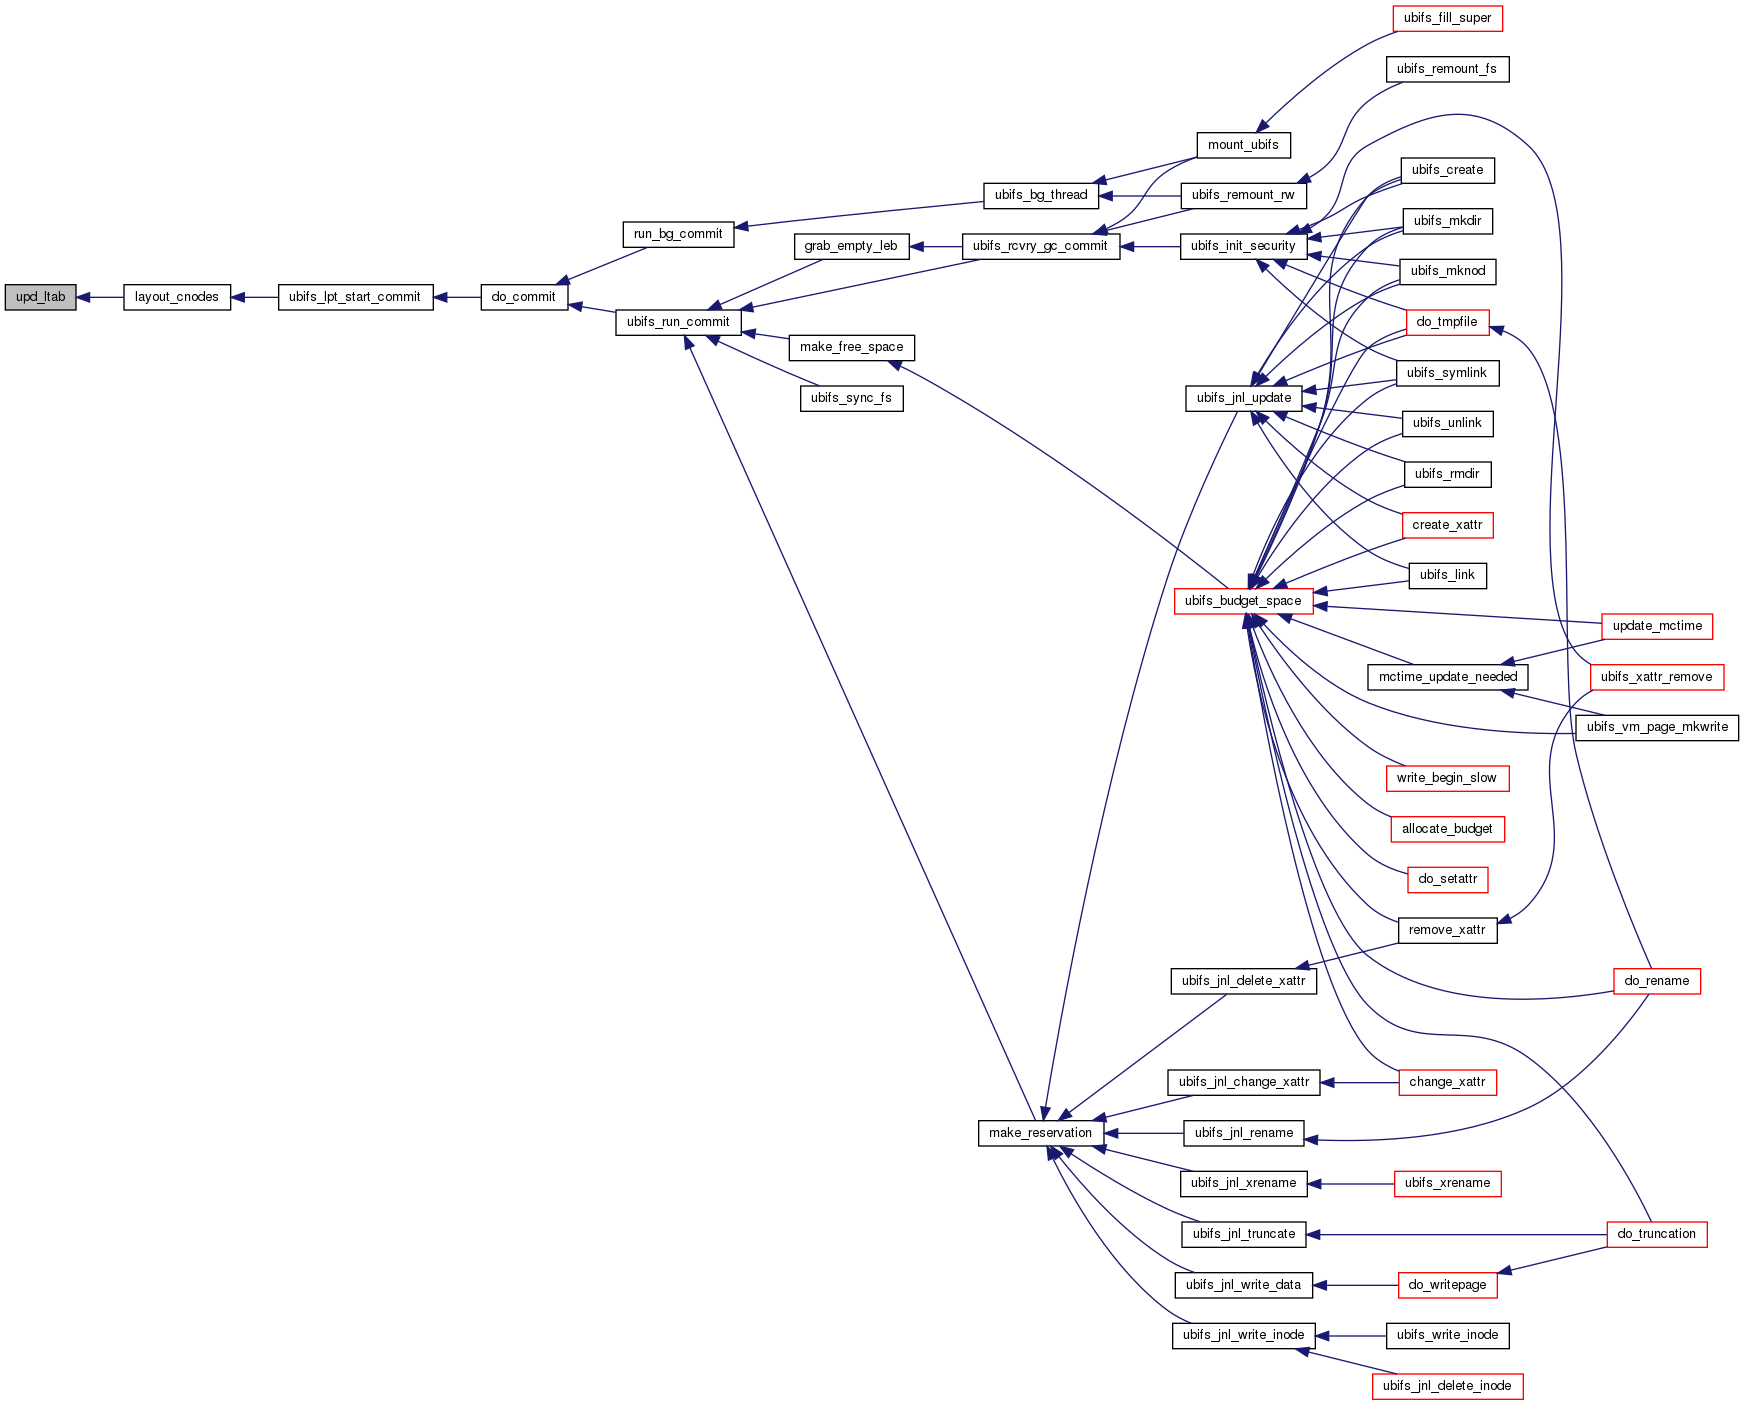 ubifs_fill_super
ubifs_remount_fs
mount_ubifs
ubifs_create
ubifs_bg_thread
ubifs_remount_rw
ubifs_mkdir
run_bg_commit
grab_empty_leb
ubifs_rcvry_gc_commit
ubifs_init_security
ubifs_mknod
upd_ltab
layout_cnodes
ubifs_lpt_start_commit
do_commit
ubifs_run_commit
do_tmpfile
make_free_space
ubifs_symlink
ubifs_sync_fs
ubifs_jnl_update
ubifs_unlink
ubifs_rmdir
create_xattr
ubifs_link
ubifs_budget_space
update_mctime
mctime_update_needed
ubifs_xattr_remove
ubifs_vm_page_mkwrite
write_begin_slow
allocate_budget
do_setattr
remove_xattr
ubifs_jnl_delete_xattr
do_rename
ubifs_jnl_change_xattr
change_xattr
make_reservation
ubifs_jnl_rename
ubifs_jnl_xrename
ubifs_xrename
ubifs_jnl_truncate
do_truncation
ubifs_jnl_write_data
do_writepage
ubifs_jnl_write_inode
ubifs_write_inode
ubifs_jnl_delete_inode